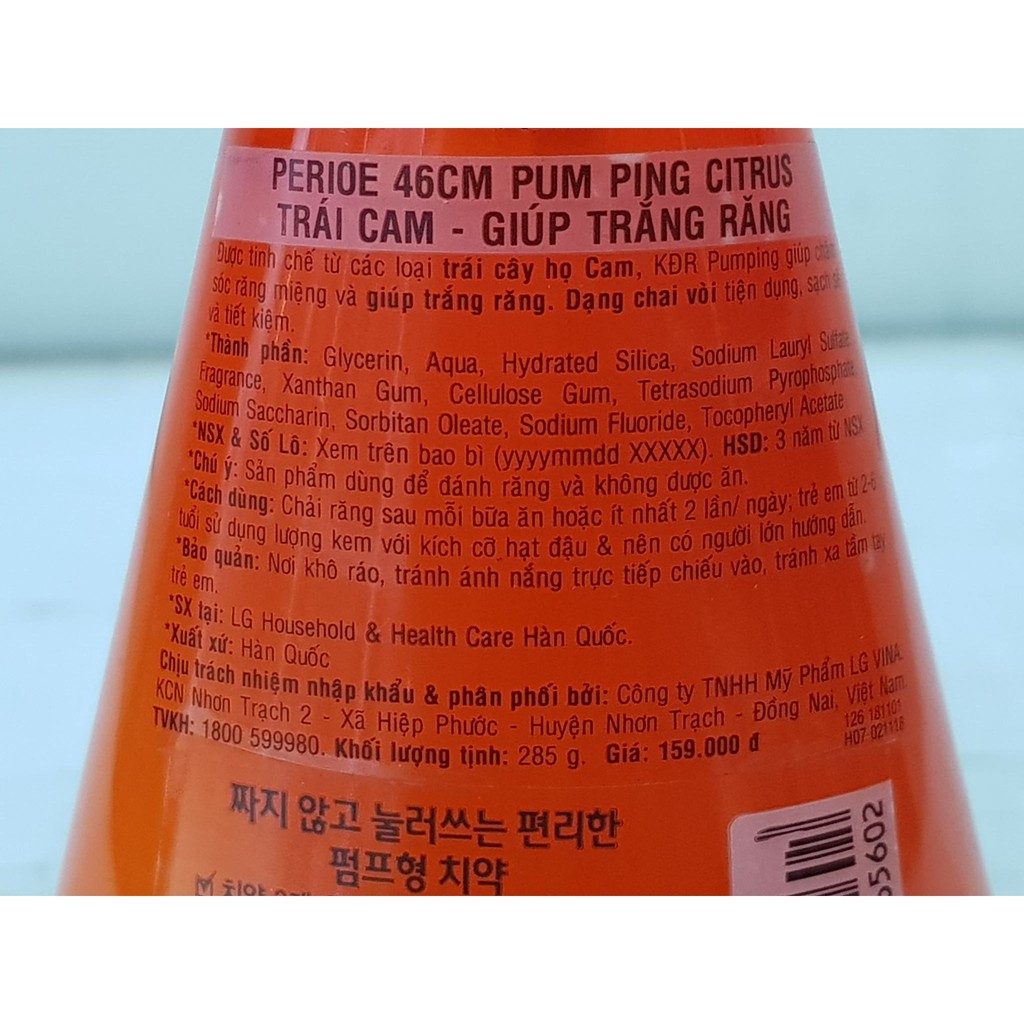 PERIOE 46CM PUM PING CITRUS
TRÁI CAM - GIÚP TRẮNG RĂNG
Được tinh chế từ các loại trái cây họ Cam, KĐR Pumping giúp chăm
sóc răng miệng và giúp trắng răng. Dạng chai vòi tiện dụng, sạch sẽ
và tiết kiệm.
*Thành phần: Glycerin, Aqua, Hydrated Silica, Sodium Lauryl Sulfate,
Fragrance, Xanthan Gum, Cellulose Gum, Tetrasodium Pyrophosphate,
Sodium Saccharin, Sorbitan Oleate, Sodium Fluoride, Tocopheryl Acetate
*NSX & Số Lô: Xem trên bao bì (yyyymmdd XXXXX). HSD: 3 năm từ NSX
*Chú ý: Sản phẩm dùng để đánh răng và không được ăn.
*Cách dùng: Chải răng sau mỗi bữa ăn hoặc ít nhất 2 lần/ ngày; trẻ em từ 2-6
tuổi sử dụng lượng kem với kích cỡ hạt đậu & nên có người lớn hướng dẫn.
*Bảo quản: Nơi khô ráo, tránh ánh nắng trực tiếp chiếu vào, tránh xa tầm tay
trẻ em.
*SX tại: LG Household & Health Care Hàn Quốc.
*Xuất xứ: Hàn Quốc
Chịu trách nhiệm nhập khẩu & phân phối bởi: Công ty TNHH Mỹ Phẩm LG VINA.
KCN Nhơn Trạch 2 - Xã Hiệp Phước - Huyện Nhơn Trạch - Đồng Nai, Việt Nam
TVKH: 1800 599980. Khối lượng tịnh: 285 g. Giá: 159.000 đ
126 181101
H07-021118
짜지 않고 눌러쓰는 편리한
펌프형 치약
치약
65602